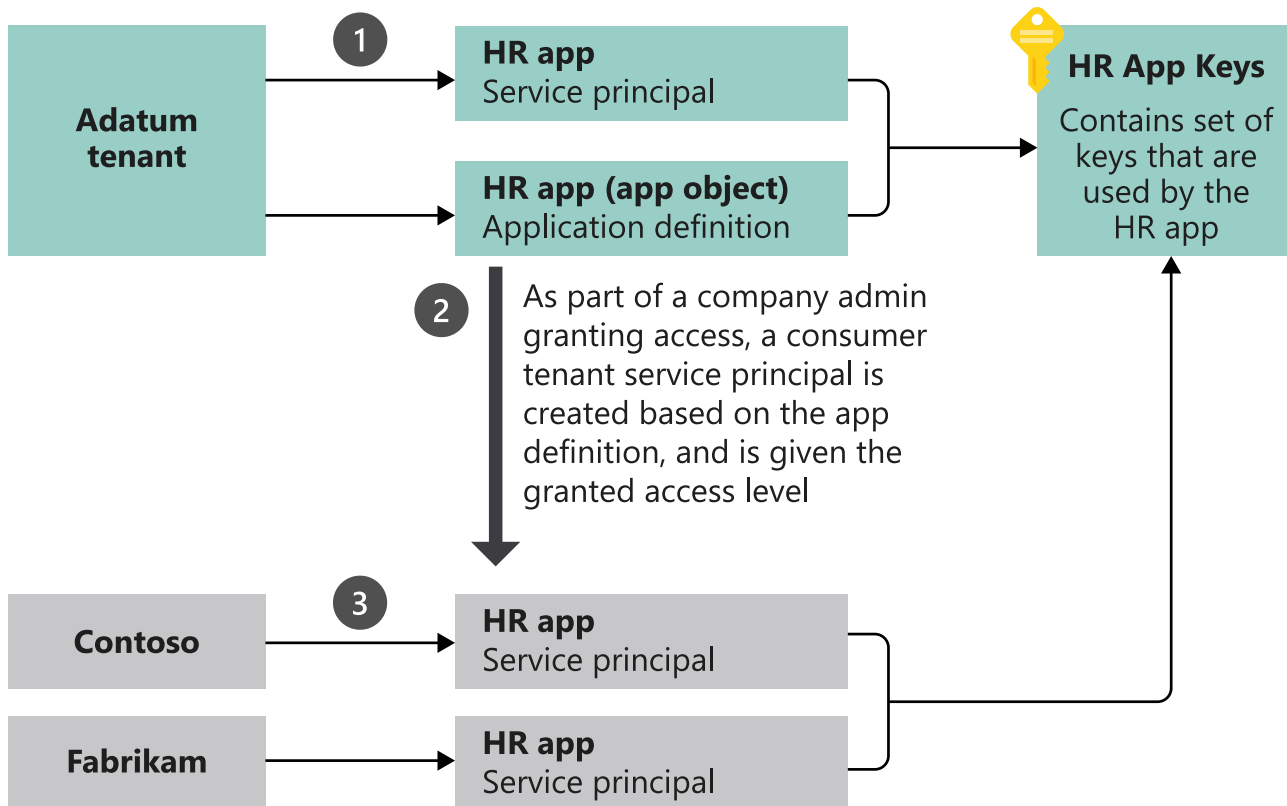 Adatum
tenant
1
HR app
Service principal
HR app (app object)
Application definition
HR App Keys
Contains set of
keys that are
used by the
HR app
2
As part of a company admin
granting access, a consumer
tenant service principal is
created based on the app
definition, and is given the
granted access level
Contoso
3
HR app
Service principal
Fabrikam
HR app
Service principal